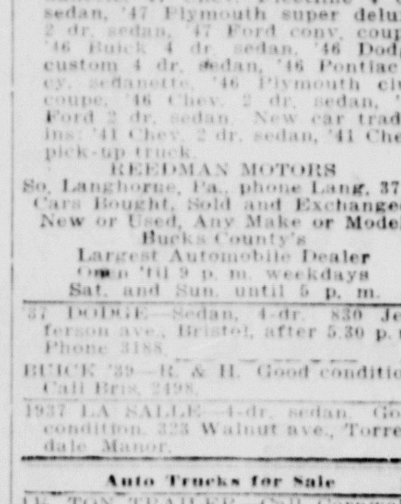 sedan, '47 Plymouth super delu
2 dr. sedan, '47 Ford conv. coup
'46 Buick 4 dr. sedan, '46 Dod
custom 4 dr. sedan, '46 Pontiac
cy. sedanette, '46 Plymouth cl
coupe, '46 Chev. 2 dr. sedan, '
Ford 2 dr. sedan. New car trad
ins: '41 Chev. 2 dr. sedan, '41 Che
pick-up truck.
REEDMAN MOTORS
So. Langhorne, Pa., phone Lang. 37
Cars Bought, Sold and Exchange
New or Used, Any Make or Mode
Bucks County's
Largest Automobile Dealer
Open 'til 9 p. m. weekdays
Sat. and Sun. until 5 p. m.
'37 DODGE—Sedan, 4-dr. 830 Je
ferson ave., Bristol, after 5.30 p.
Phone 3188.
BUICK '39—R. & H. Good conditio
Call Bris. 2498.
1937 LA SALLE—4-dr. sedan. Go
condition. 323 Walnut ave., Torre
dale Manor.
Auto Trucks for Sale
TON TRAILER